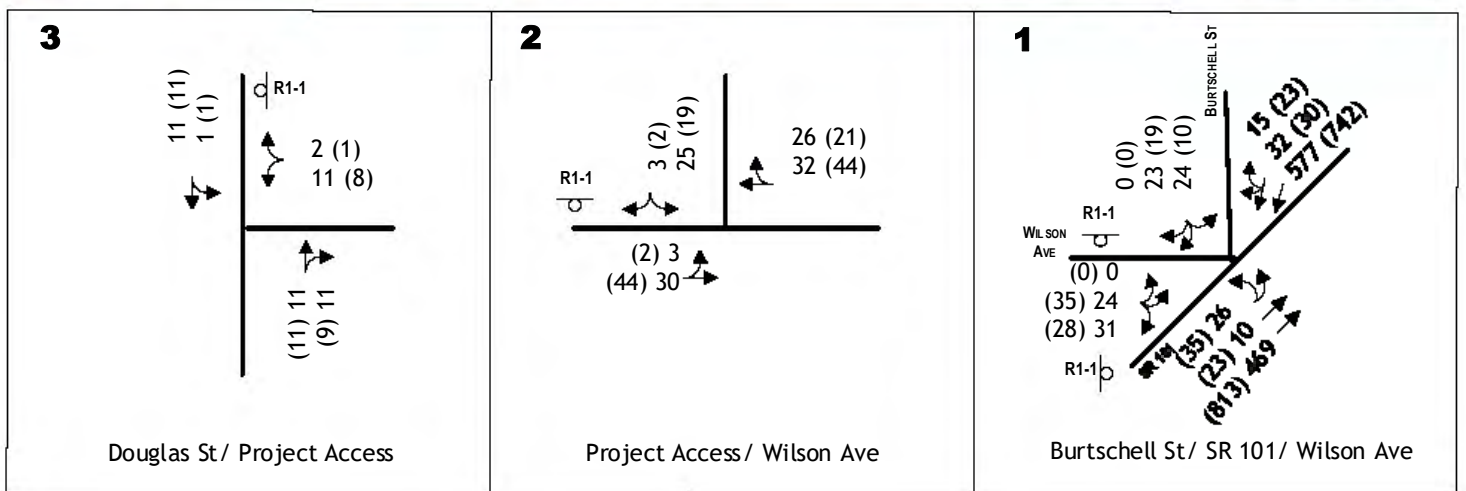 3
11 (11)
1 (1)
R1-1
2 (1)
11 (8)
(11) 11
(9) 11
Douglas St/ Project Access
2
3 (2)
25 (19)
26 (21)
32 (44)
R1-1
(2) 3
(44) 30
Project Access/ Wilson Ave
1
BURTSCHELL ST
0 (0)
23 (19)
24 (10)
15 (23)
32 (30)
577 (742)
R1-1
WILSON
AVE
(0) 0
(35) 24
(28) 31
R1-1
SR 101
(35) 26
(23) 10
(813) 469
Burtschell St/ SR 101/ Wilson Ave